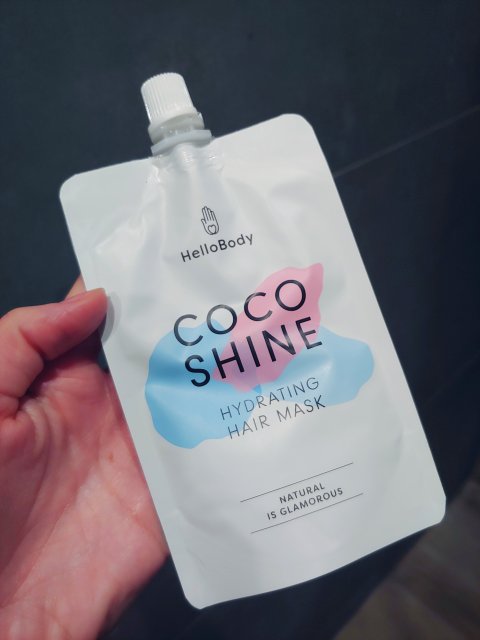 HelloBody
COCO
SHINE
HYDRATING
HAIR MASK
NATURAL
IS GLAMOROUS